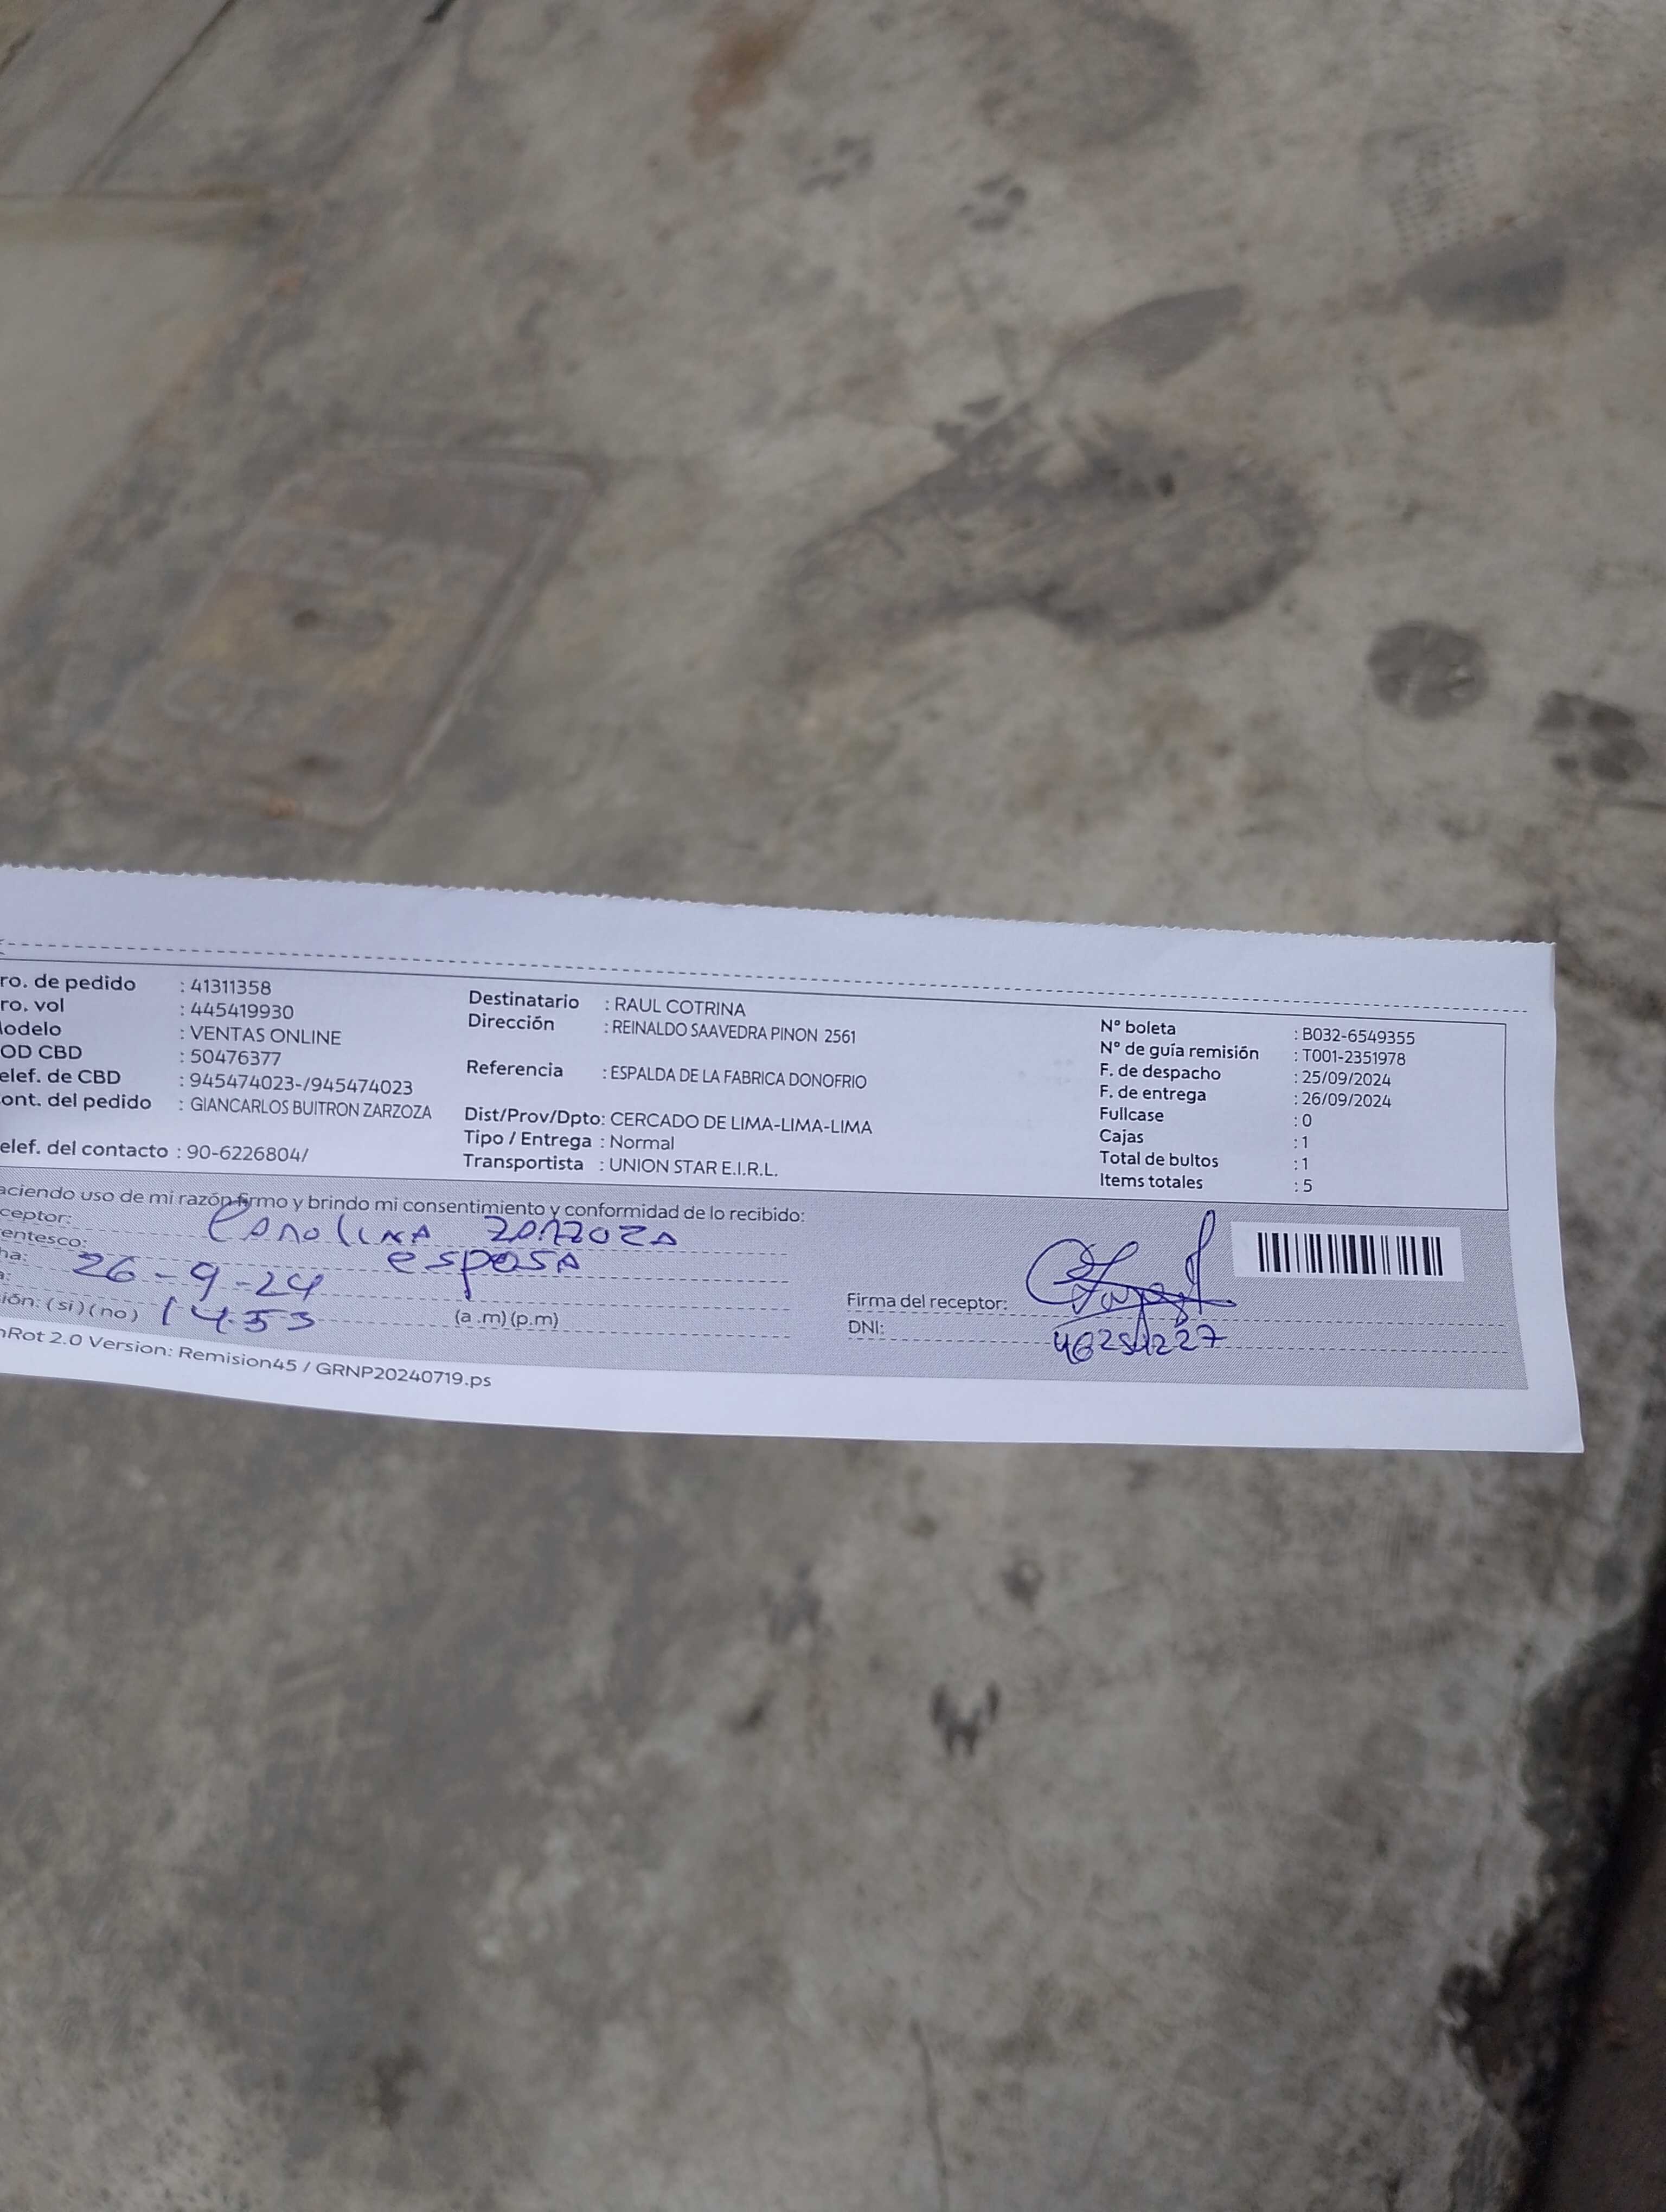 ro. de pedido : 41311358
ro. vol : 445419930
odelo : VENTAS ONLINE
OD CBD : 50476377
elef. de CBD : 945474023-/945474023
ont. del pedido : GIANCARLOS BUITRON ZARZOZA
elef. del contacto : 90-6226804/
Destinatario : RAUL COTRINA
Dirección : REINALDO SAAVEDRA PINON 2561
Referencia : ESPALDA DE LA FABRICA DONOFRIO
Dist/Prov/Dpto: CERCADO DE LIMA-LIMA-LIMA
Tipo / Entrega : Normal
Transportista : UNION STAR E.I.R.L.
N° boleta : B032-6549355
N° de guía remisión : T001-2351978
F. de despacho : 25/09/2024
F. de entrega : 26/09/2024
Fullcase : 0
Cajas : 1
Total de bultos : 1
Items totales : 5
aciendo uso de mi razón firmo y brindo mi consentimiento y conformidad de lo recibido:
ceptor: Carolina Zarzoza
entesco: esposa
ha: 26-9-24
a: 14:53 (a .m) (p.m)
ión: (si) (no)
Firma del receptor:
DNI: 46254227
nRot 2.0 Version: Remision45 / GRNP20240719.ps